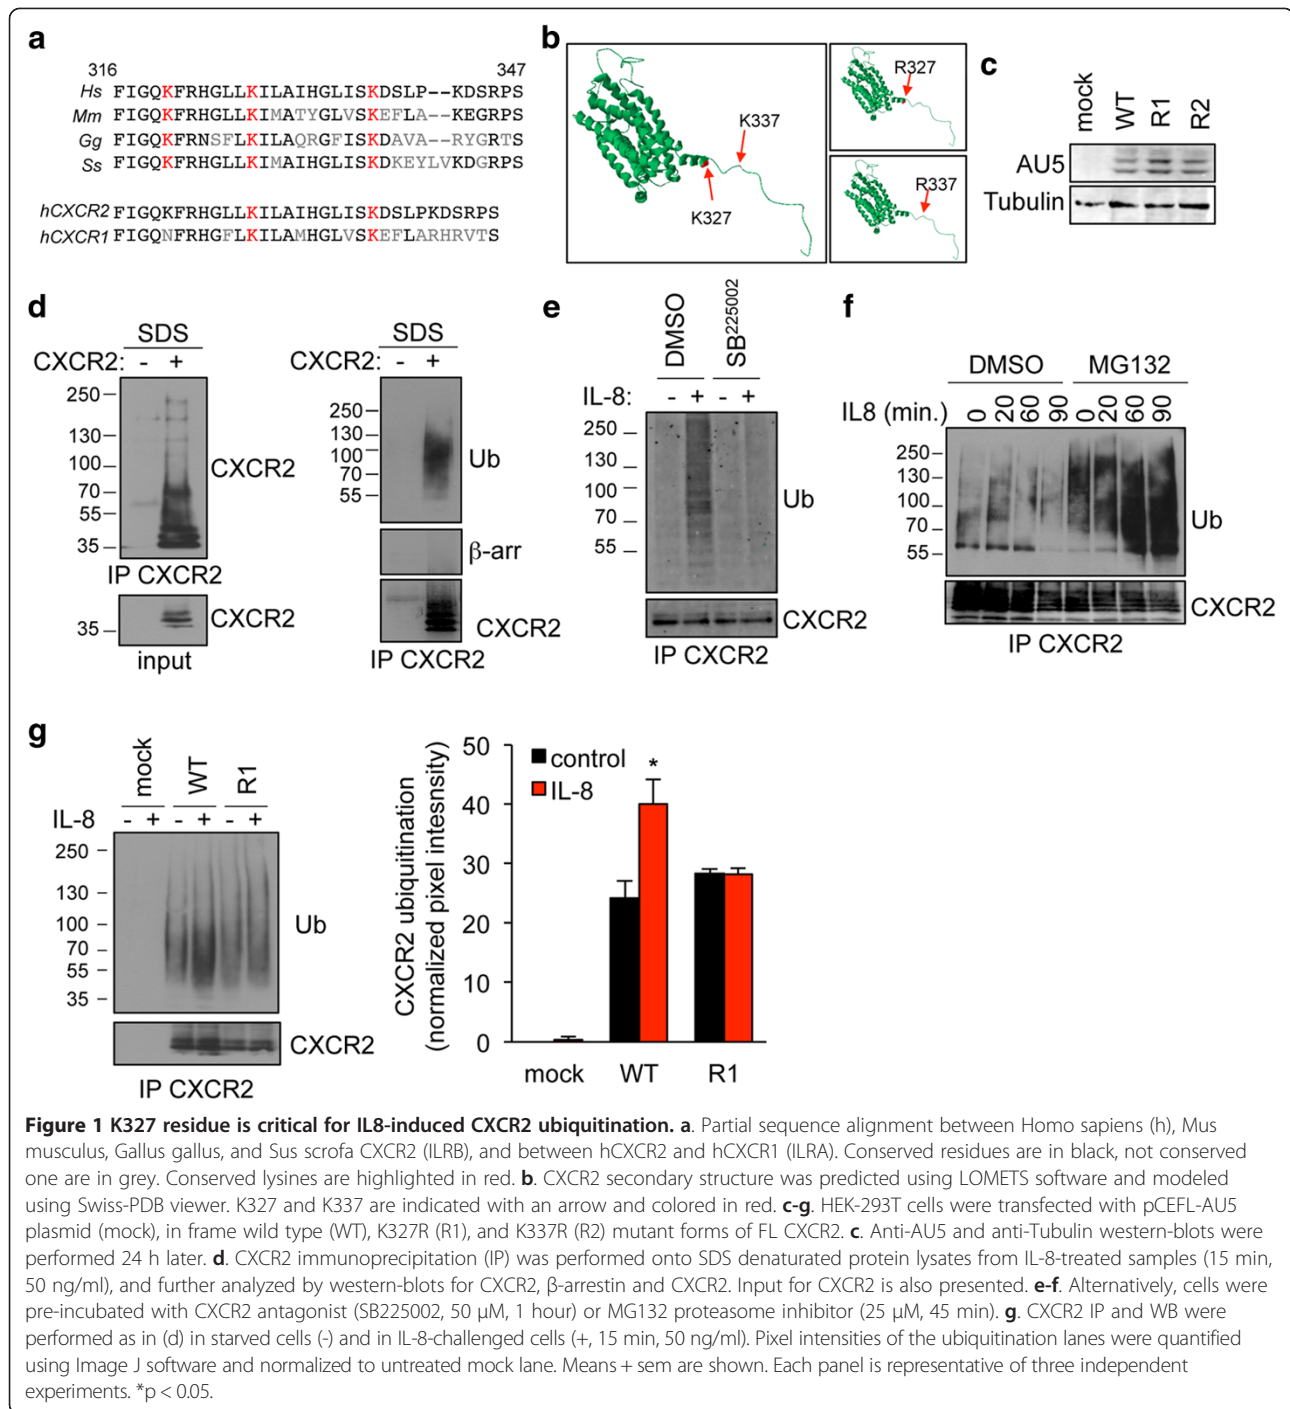 a
316 347
Hs FIGQKFRHGLLKILAIHGLISKDSLP--KDSRPS
Mm FIGQKFRHGLLKIMATYGLVSKEFLA--KEGRPS
Gg FIGQKFRNSFLKILAQRGFISKDAVA--RYGRTS
Ss FIGQKFRHGLLKIMAIHGLISKDKEYLVKDGRPS
hCXCR2 FIGQKFRHGLLKILAIHGLISKDSLPKDSRPS
hCXCR1 FIGQNFRHGFLKILAMHGLVSKEFLARHRVTS
b
K337
K327
R327
R337
c
mock WT R1 R2
AU5
Tubulin
d
SDS
CXCR2: - +
250
130
100
70
55
35
CXCR2
IP CXCR2
35
CXCR2
input
SDS
CXCR2: - +
250
130
100
70
55
Ub
β-arr
CXCR2
IP CXCR2
e
DMSO SB225002
IL-8: - + - +
250
130
100
70
55
Ub
CXCR2
IP CXCR2
f
DMSO MG132
IL8 (min.) 0 20 60 90 0 20 60 90
250
130
100
70
55
Ub
CXCR2
IP CXCR2
g
mock WT R1
IL-8 - + - + - +
250
130
100
70
55
35
Ub
CXCR2
IP CXCR2
CXCR2 ubiquitination
(normalized pixel intesnsity)
50
40
30
20
10
0
control
IL-8
*
mock WT R1
Figure 1 K327 residue is critical for IL8-induced CXCR2 ubiquitination. a. Partial sequence alignment between Homo sapiens (h), Mus
musculus, Gallus gallus, and Sus scrofa CXCR2 (ILRB), and between hCXCR2 and hCXCR1 (ILRA). Conserved residues are in black, not conserved
one are in grey. Conserved lysines are highlighted in red. b. CXCR2 secondary structure was predicted using LOMETS software and modeled
using Swiss-PDB viewer. K327 and K337 are indicated with an arrow and colored in red. c-g. HEK-293T cells were transfected with pCEFL-AU5
plasmid (mock), in frame wild type (WT), K327R (R1), and K337R (R2) mutant forms of FL CXCR2. c. Anti-AU5 and anti-Tubulin western-blots were
performed 24 h later. d. CXCR2 immunoprecipitation (IP) was performed onto SDS denatured protein lysates from IL-8-treated samples (15 min,
50 ng/ml), and further analyzed by western-blots for CXCR2, β-arrestin and CXCR2. Input for CXCR2 is also presented. e-f. Alternatively, cells were
pre-incubated with CXCR2 antagonist (SB225002, 50 μM, 1 hour) or MG132 proteasome inhibitor (25 μM, 45 min). g. CXCR2 IP and WB were
performed as in (d) in starved cells (-) and in IL-8-challenged cells (+, 15 min, 50 ng/ml). Pixel intensities of the ubiquitination lanes were quantified
using Image J software and normalized to untreated mock lane. Means + sem are shown. Each panel is representative of three independent
experiments. *p < 0.05.